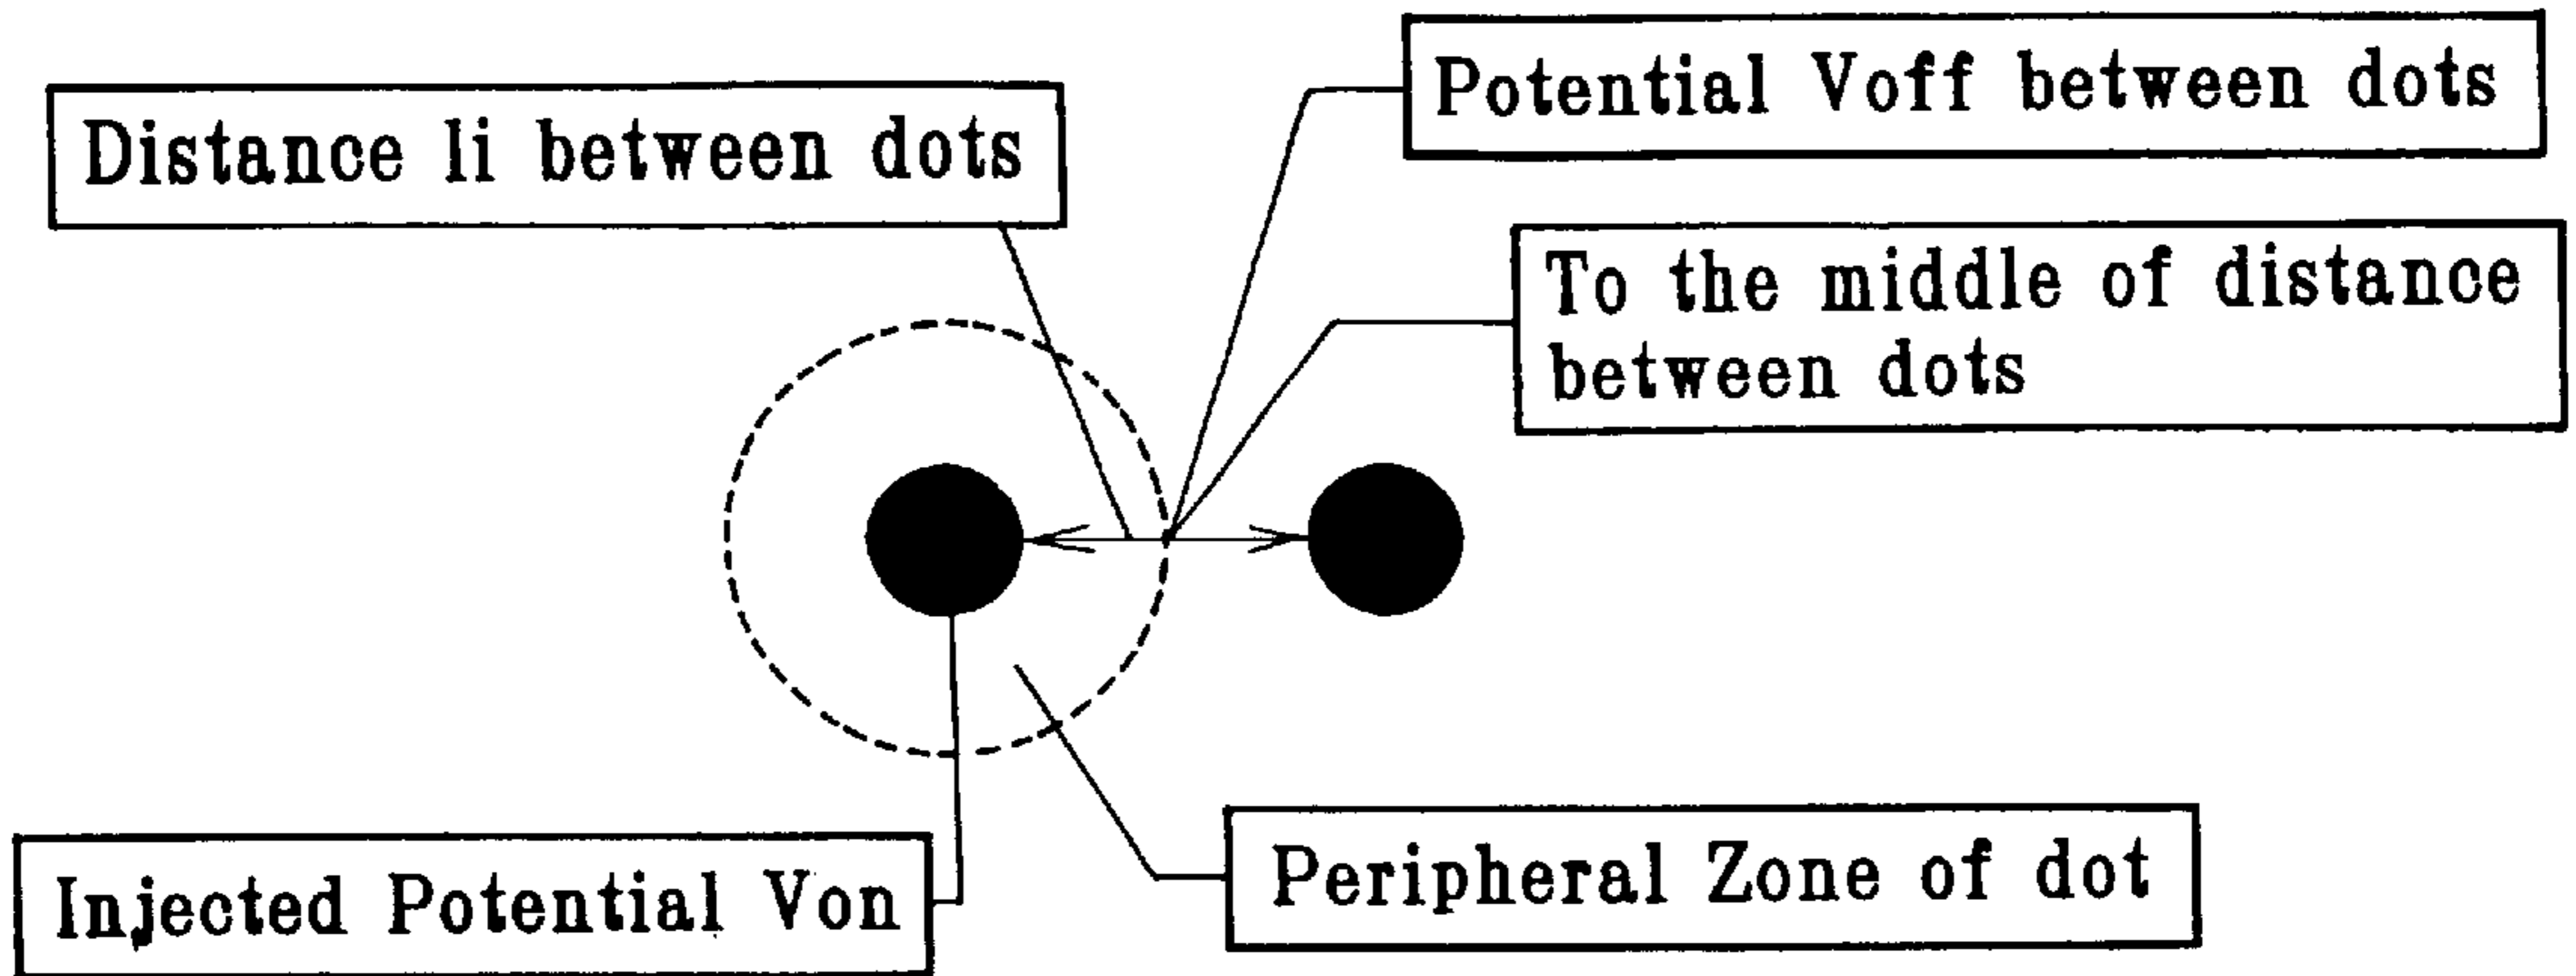 Potential Voff between dots
Distance li between dots
To the middle of distance
between dots
Injected Potential Von
Peripheral Zone of dot